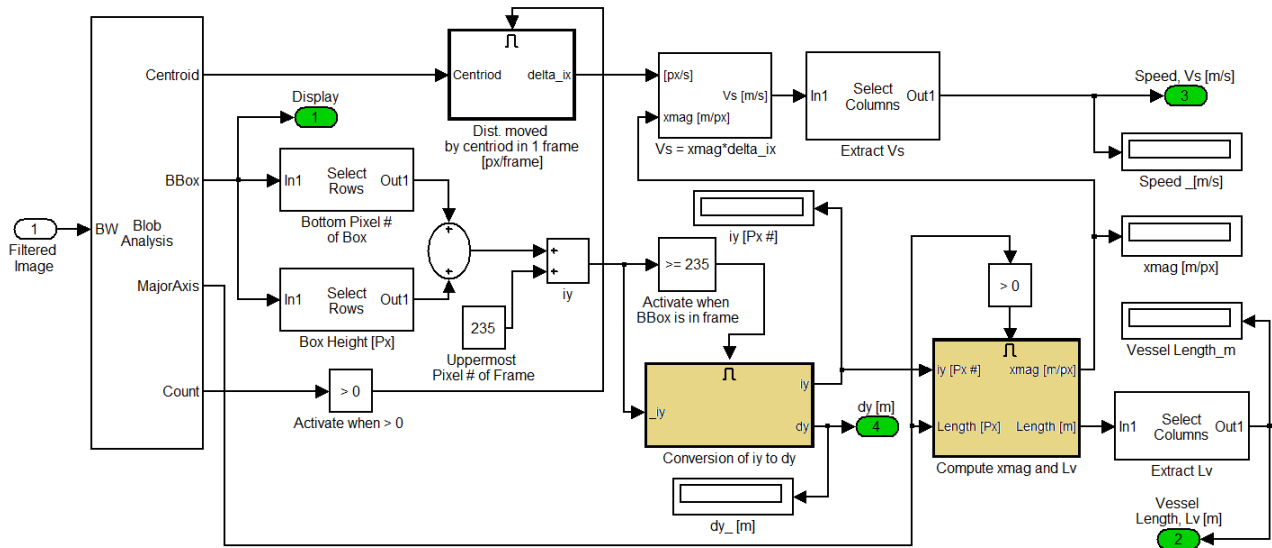 Centroid
BBox
BW
Blob
Analysis
MajorAxis
Count
1
Filtered
Image
Display
1
Centriod
delta_ix
Dist. moved
by centriod in 1 frame
[px/frame]
In1
Select
Rows
Out1
Bottom Pixel #
of Box
In1
Select
Rows
Out1
Box Height [Px]
+
+
+
+
iy
235
Uppermost
Pixel # of Frame
> 0
Activate when > 0
>= 235
Activate when
BBox is in frame
_iy
iy
dy
Conversion of iy to dy
dy_ [m]
dy [m]
4
iy [Px #]
[px/s]
Vs [m/s]
xmag [m/px]
Vs = xmag*delta_ix
In1
Select
Columns
Out1
Extract Vs
Speed, Vs [m/s]
3
Speed _[m/s]
xmag [m/px]
> 0
iy [Px #]
xmag [m/px]
Length [Px]
Length [m]
Compute xmag and Lv
Vessel Length_m
In1
Select
Columns
Out1
Extract Lv
Vessel
Length, Lv [m]
2